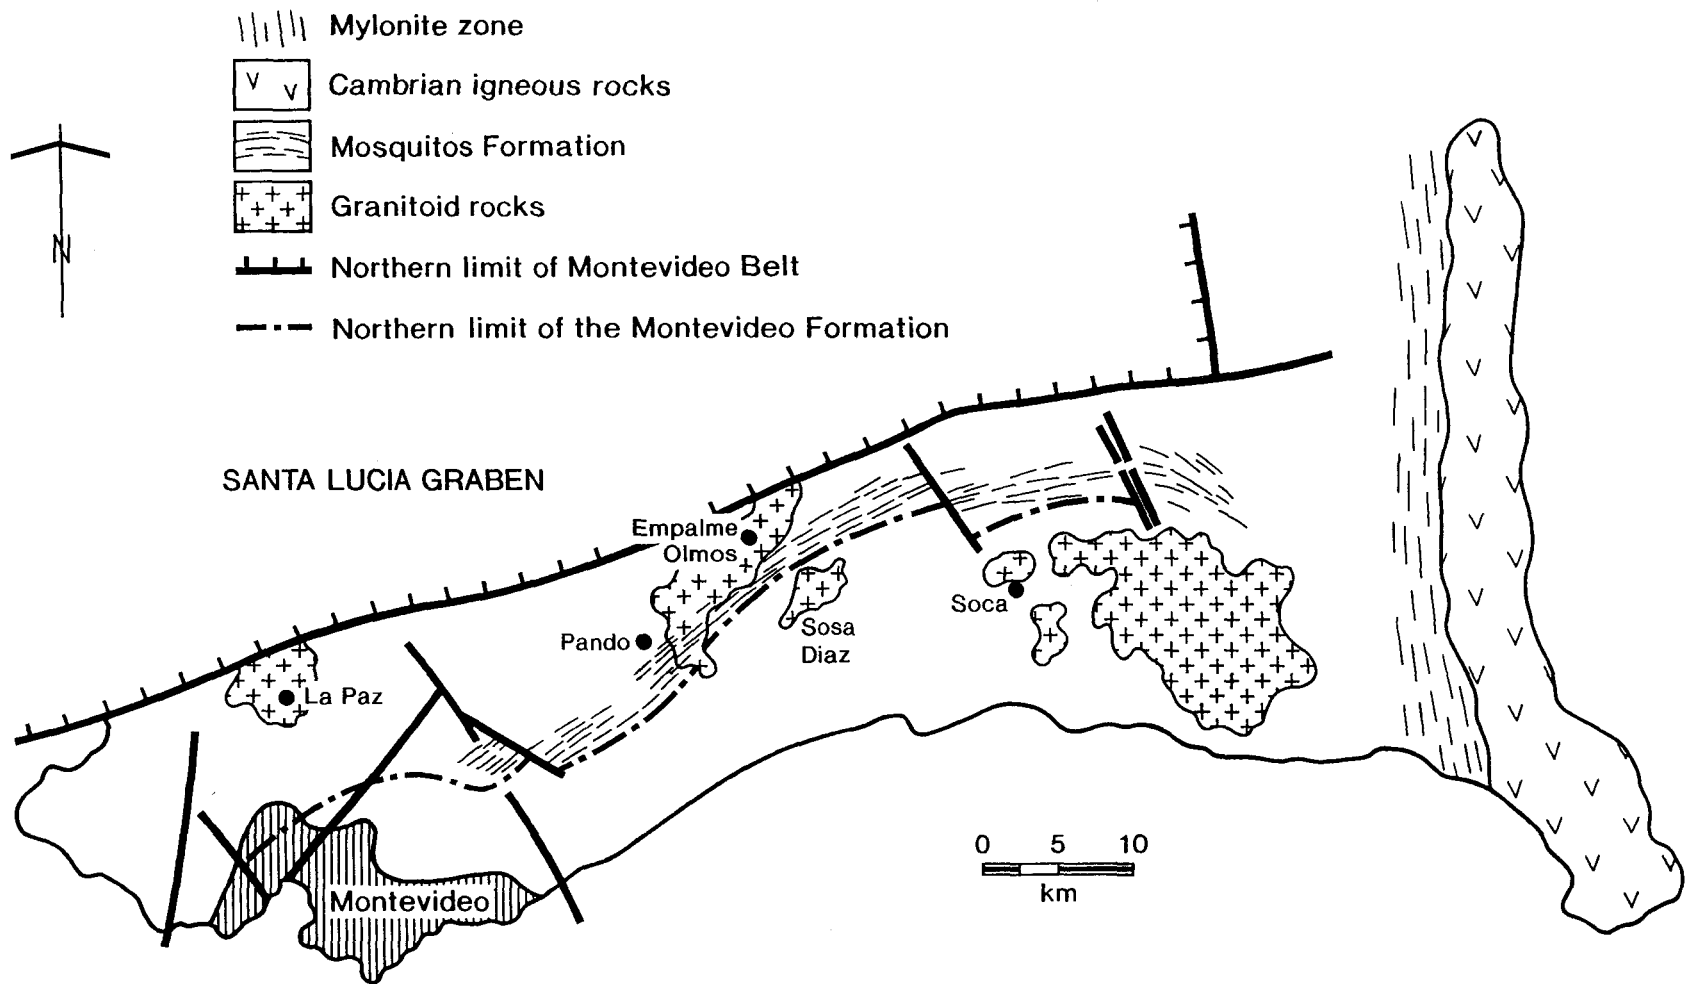 Mylonite zone
Cambrian igneous rocks
Mosquitos Formation
Granitoid rocks
N
Northern limit of Montevideo Belt
Northern limit of the Montevideo Formation
SANTA LUCIA GRABEN
Empalme
Olmos
Pando
Sosa
Diaz
Soca
La Paz
Montevideo
0 5 10
km